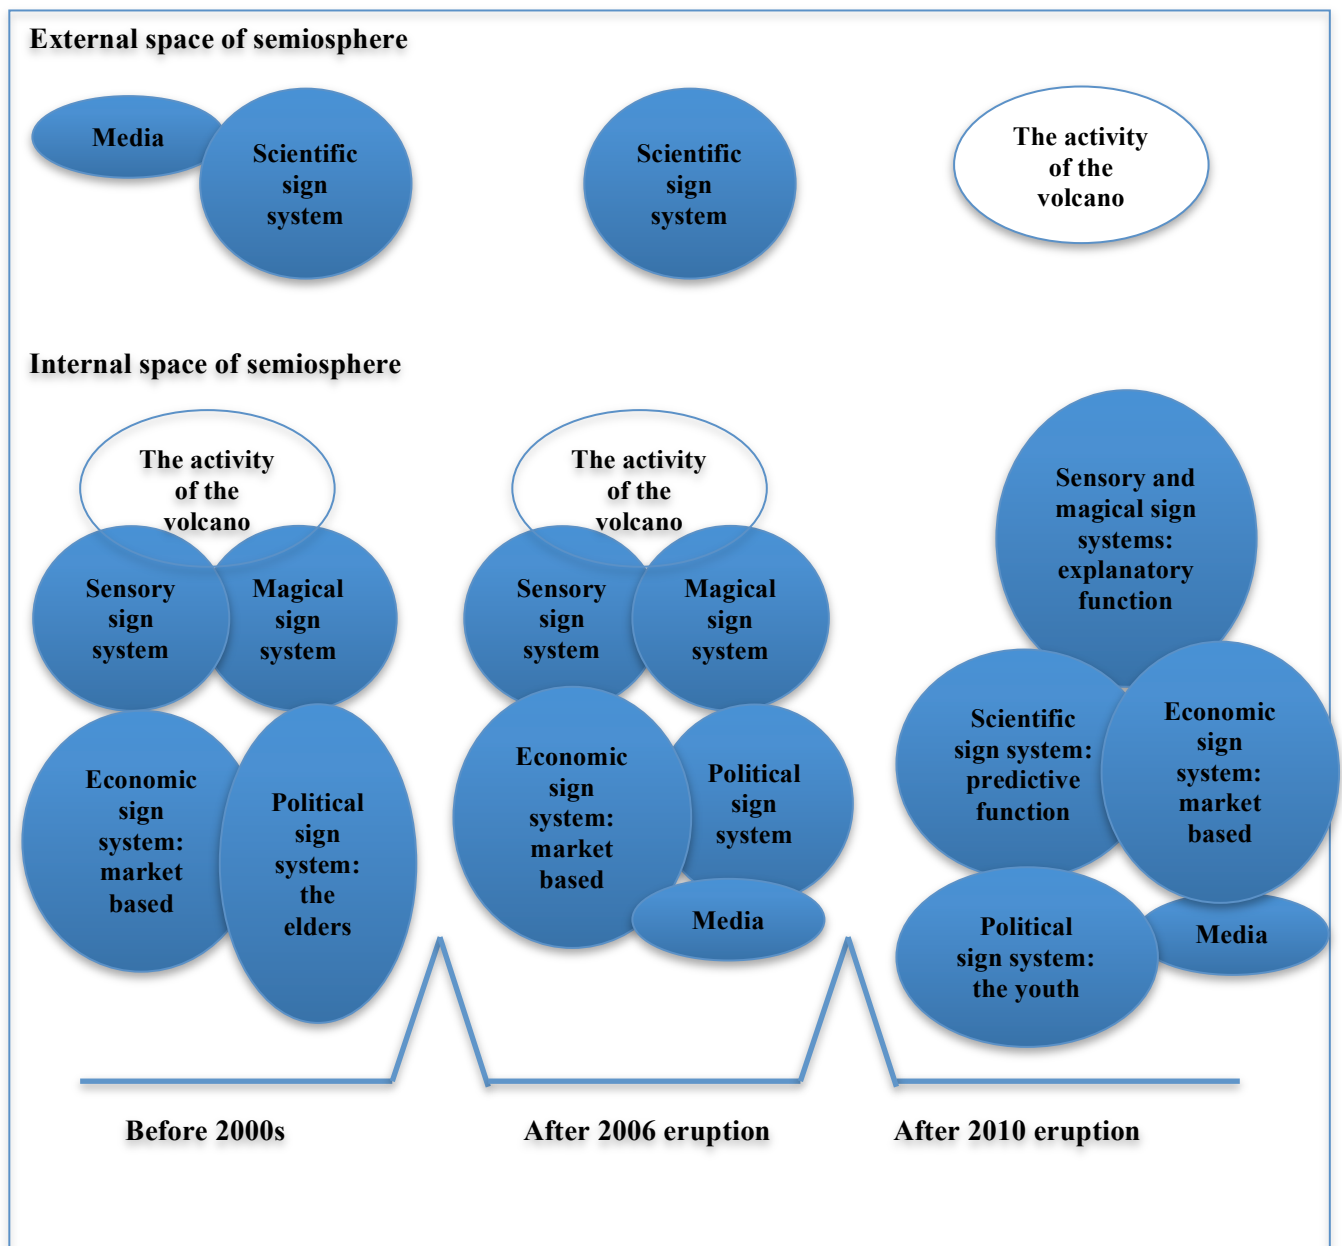 External space of semiosphere
Media
Scientific
sign
system
Scientific
sign
system
The activity
of the
volcano
Internal space of semiosphere
The activity
of the
volcano
Sensory
sign
system
Magical
sign
system
Economic
sign
system:
market
based
Political
sign
system:
the
elders
The activity
of the
volcano
Sensory
sign
system
Magical
sign
system
Economic
sign
system:
market
based
Political
sign
system
Media
Sensory and
magical sign
systems:
explanatory
function
Scientific
sign system:
predictive
function
Economic
sign
system:
market
based
Political
sign system:
the youth
Media
Before 2000s
After 2006 eruption
After 2010 eruption